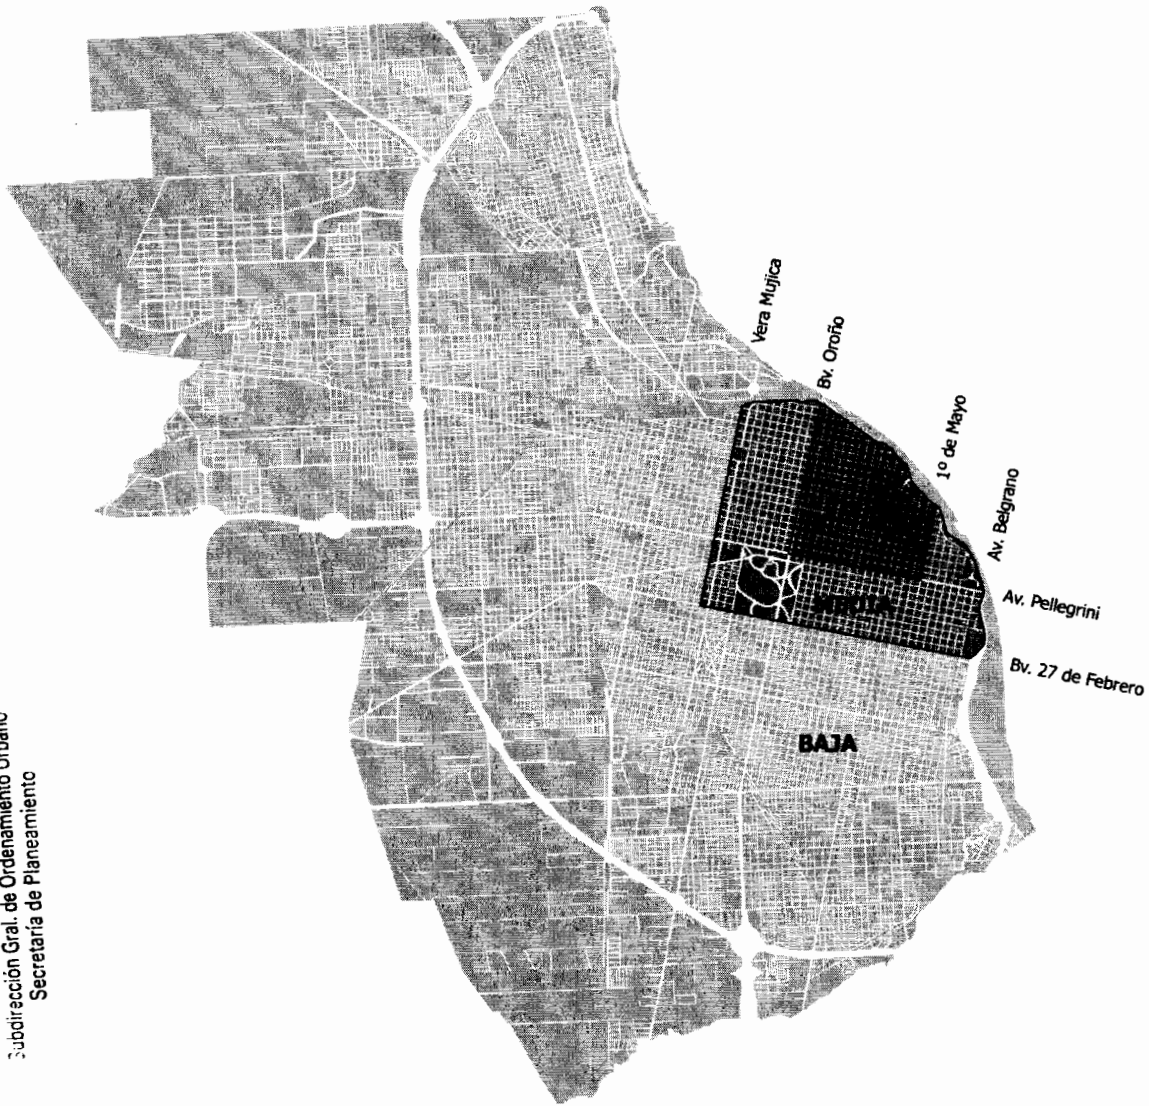 Vera Mujica
Bv. Oroño
1º de Mayo
Av. Belgrano
Av. Pellegrini
Bv. 27 de Febrero
BAJA
Subdirección Gral. de Ordenamiento Urbano
Secretaría de Planeamiento